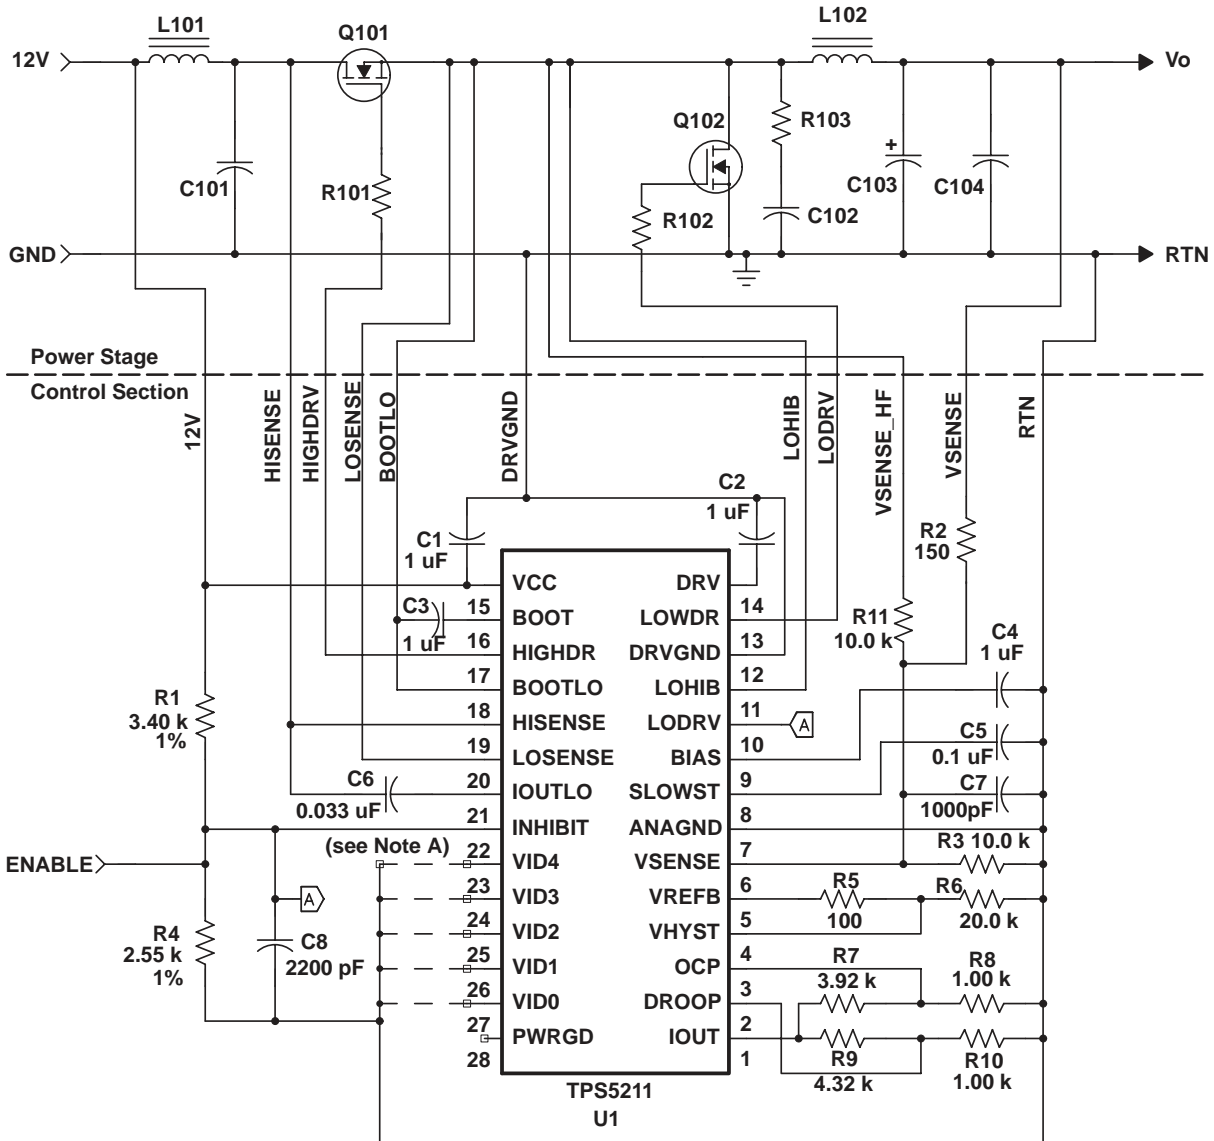 L101
Q101
L102
12V
Vo
R103
Q102
C101
R101
C103
C104
+
R102
C102
GND
RTN
Power Stage
Control Section
12V
HISENSE
HIGHDRV
LOSENSE
BOOTLO
DRVGND
LOHIB
LODRV
VSENSE_HF
VSENSE
RTN
C1
1 uF
C2
1 uF
R2
150
C3
1 uF
R11
10.0 k
C4
1 uF
R1
3.40 k
1%
C5
0.1 uF
C6
0.033 uF
C7
1000pF
VCC
DRV
15 BOOT
LOWDR 14
16 HIGHDR
DRVGND 13
17 BOOTLO
LOHIB 12
18 HISENSE
LODRV 11
A
19 LOSENSE
BIAS 10
20 IOUTLO
SLOWST 9
21 INHIBIT
ANAGND 8
(see Note A)
22 VID4
VSENSE 7
R3 10.0 k
ENABLE
23 VID3
VREFB 6
R5
100
R6
20.0 k
A
24 VID2
VHYST 5
R4
2.55 k
1%
C8
2200 pF
25 VID1
OCP 4
R7
3.92 k
R8
1.00 k
26 VID0
DROOP 3
27 PWRGD
IOUT 2
28
1
R9
4.32 k
R10
1.00 k
TPS5211
U1